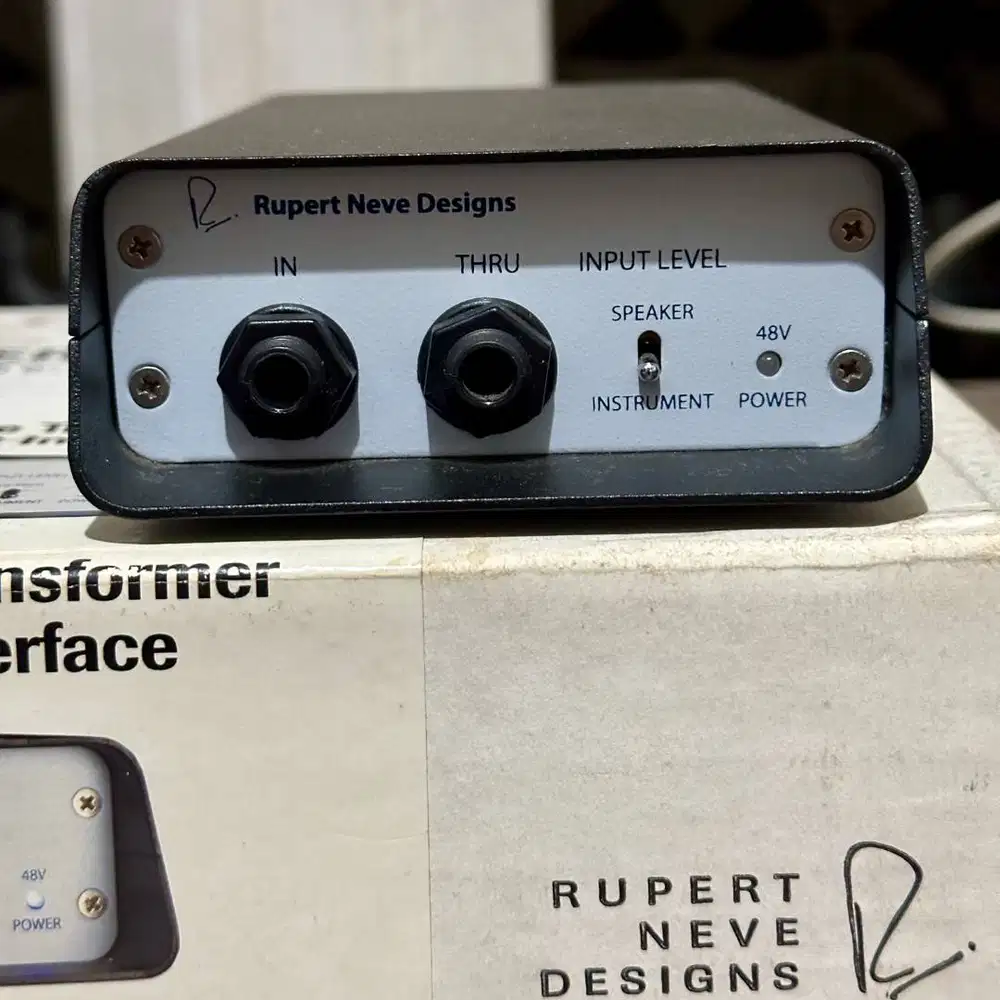 Rupert Neve Designs
IN THRU INPUT LEVEL
SPEAKER
48V
INSTRUMENT POWER
nsformer
erface
48V
POWER
RUPERT
NEVE
DESIGNS